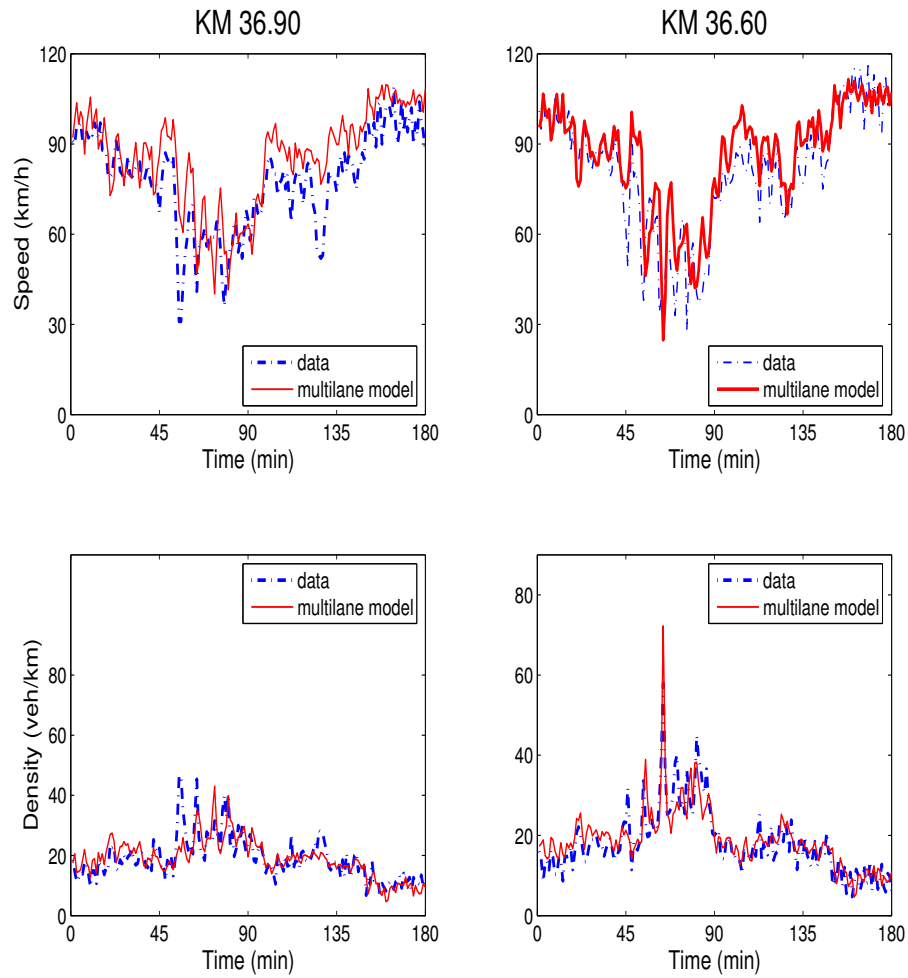 KM 36.90
KM 36.60
120
90
60
30
0
Speed (km/h)
data
multilane model
0 45 90 135 180
Time (min)
120
90
60
30
0
data
multilane model
0 45 90 135 180
Time (min)
80
60
40
20
0
Density (veh/km)
data
multilane model
0 45 90 135 180
Time (min)
80
60
40
20
0
data
multilane model
0 45 90 135 180
Time (min)